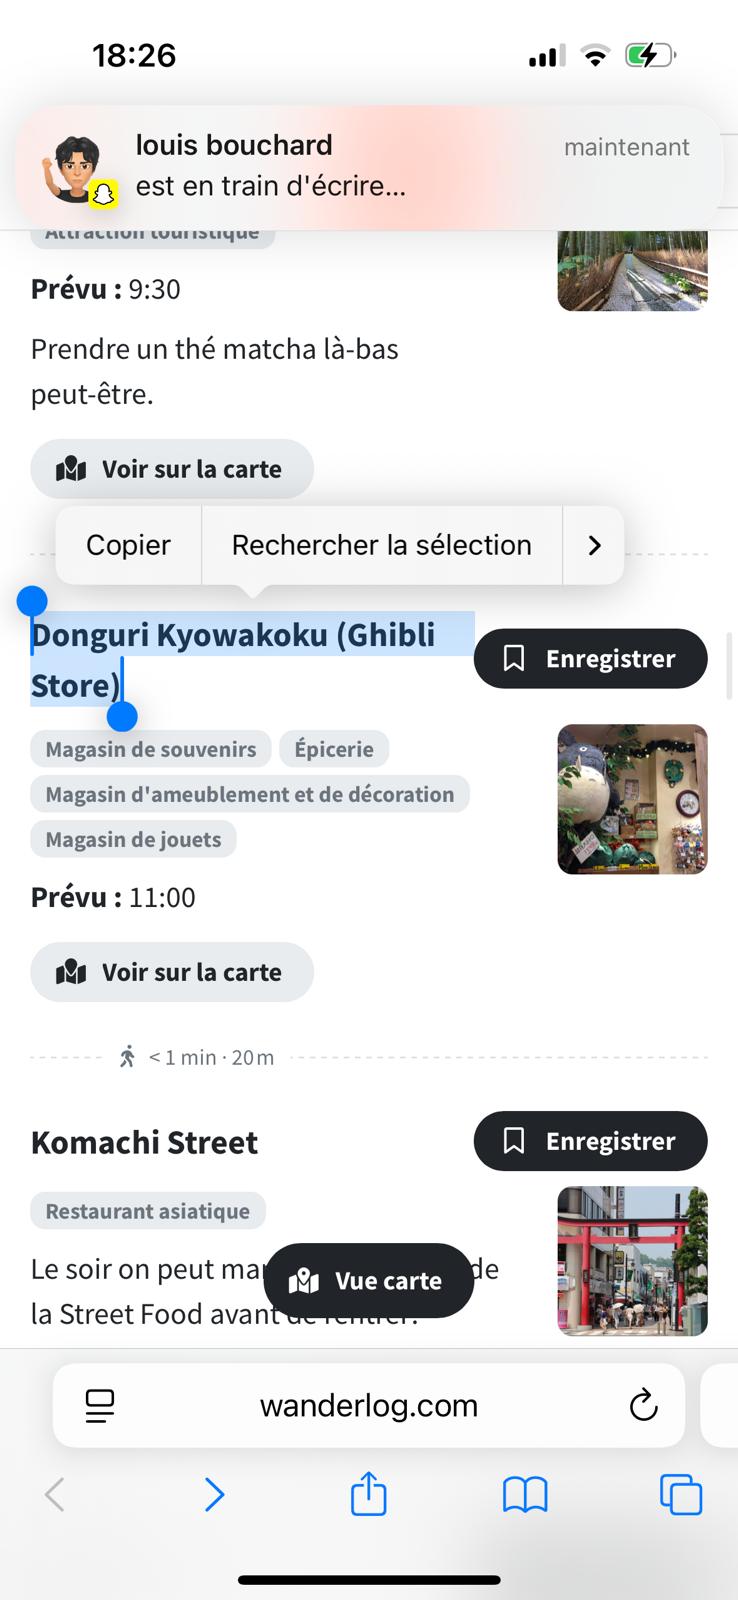 18:26
louis bouchard
maintenant
est en train d'écrire...
Attraction touristique
Prévu : 9:30
Prendre un thé matcha là-bas
peut-être.
Voir sur la carte
Copier
Rechercher la sélection
Donguri Kyowakoku (Ghibli
Store)
Enregistrer
Magasin de souvenirs
Épicerie
Magasin d'ameublement et de décoration
Magasin de jouets
Prévu : 11:00
Voir sur la carte
< 1 min · 20 m
Komachi Street
Enregistrer
Restaurant asiatique
Le soir on peut de
Vue carte
la Street Food avant de rentrer.
wanderlog.com